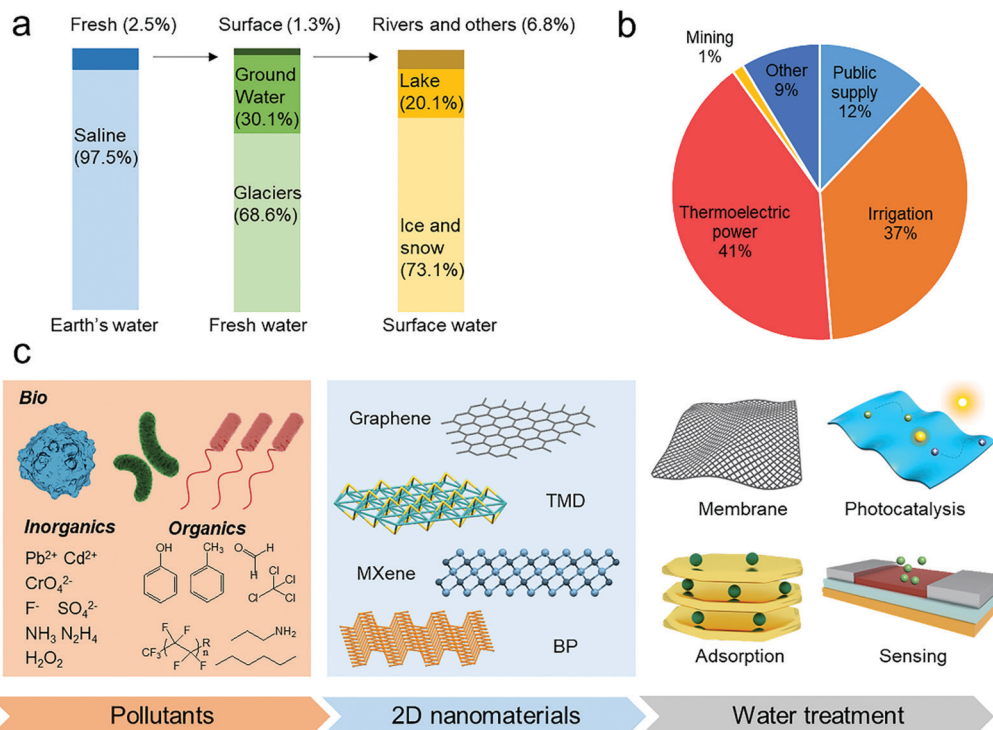 a
Fresh (2.5%)
Surface (1.3%)
Rivers and others (6.8%)
Saline
(97.5%)
Ground
Water
(30.1%)
Glaciers
(68.6%)
Lake
(20.1%)
Ice and
snow
(73.1%)
Earth's water
Fresh water
Surface water
b
Mining
1%
Other
9%
Public
supply
12%
Thermoelectric
power
41%
Irrigation
37%
c
Bio
Inorganics
Pb²⁺ Cd²⁺
CrO₄²⁻
F⁻ SO₄²⁻
NH₃ N₂H₄
H₂O₂
Organics
OH
CH₃
O
H
H
Cl
Cl
Cl
Cl
F
F
R
n
CF₃
F
F
NH₂
Graphene
TMD
MXene
BP
Membrane
Photocatalysis
Adsorption
Sensing
Pollutants
2D nanomaterials
Water treatment